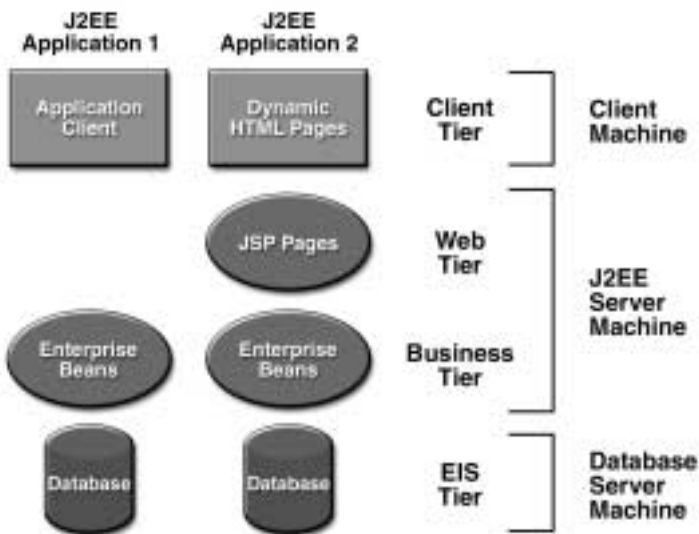 J2EE
Application 1
J2EE
Application 2
Application
Client
Dynamic
HTML Pages
Client
Tier
Client
Machine
JSP Pages
Web
Tier
J2EE
Server
Machine
Enterprise
Beans
Enterprise
Beans
Business
Tier
Database
Database
EIS
Tier
Database
Server
Machine